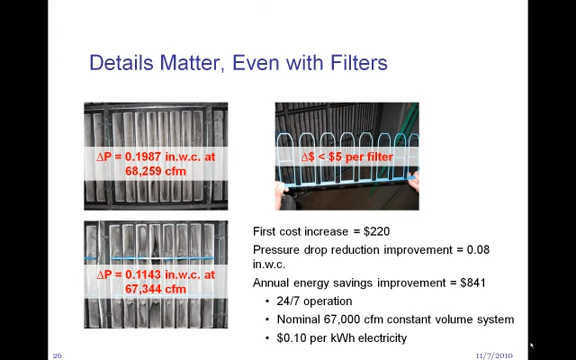 Details Matter, Even with Filters
∆P = 0.1987 in.w.c. at
68,259 cfm
∆$ < $5 per filter
∆P = 0.1143 in.w.c. at
67,344 cfm
First cost increase = $220
Pressure drop reduction improvement = 0.08
in.w.c.
Annual energy savings improvement = $841
• 24/7 operation
• Nominal 67,000 cfm constant volume system
• $0.10 per kWh electricity
26
11/7/2010